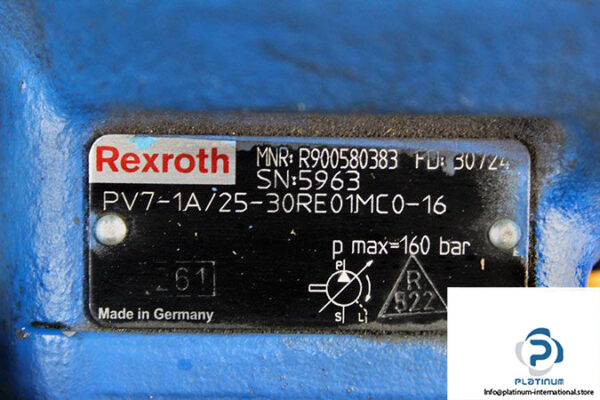 Rexroth
MNR: R900580383 FD: 30724
SN:5963
PV7-1A/25-30RE01MC0-16
p max=160 bar
P
S L
R
822
261
Made in Germany
PLATINUM
Info@platinum-international.store